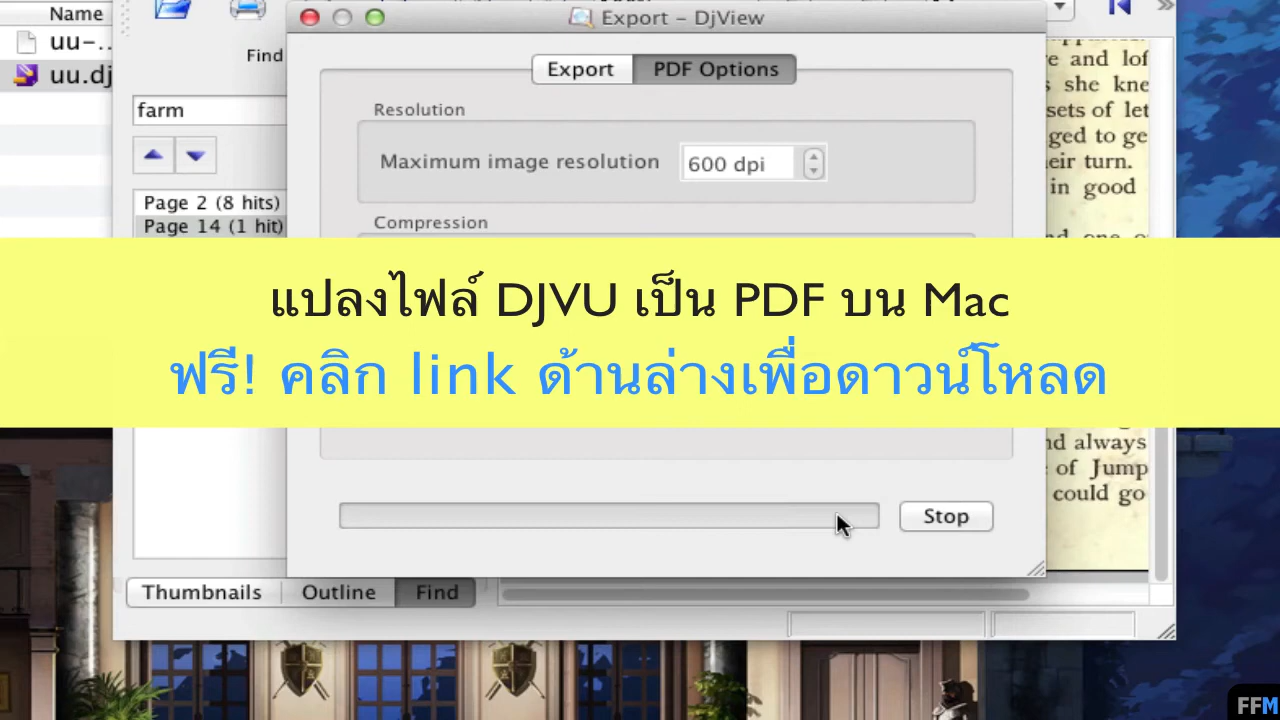 Name
Export – DjView
uu-...
Find
Export
PDF Options
uu.dj
Resolution
farm
Maximum image resolution
600 dpi
Page 2 (8 hits)
Page 14 (1 hit)
Compression
and lof
she kne
sets of let
ged to ge
eir turn.
in good
แปลงไฟล์ DJVU เป็น PDF บน Mac
ฟรี! คลิก link ด้านล่างเพื่อดาวน์โหลด
always
of Jump
could go
Stop
Thumbnails
Outline
Find
FFM